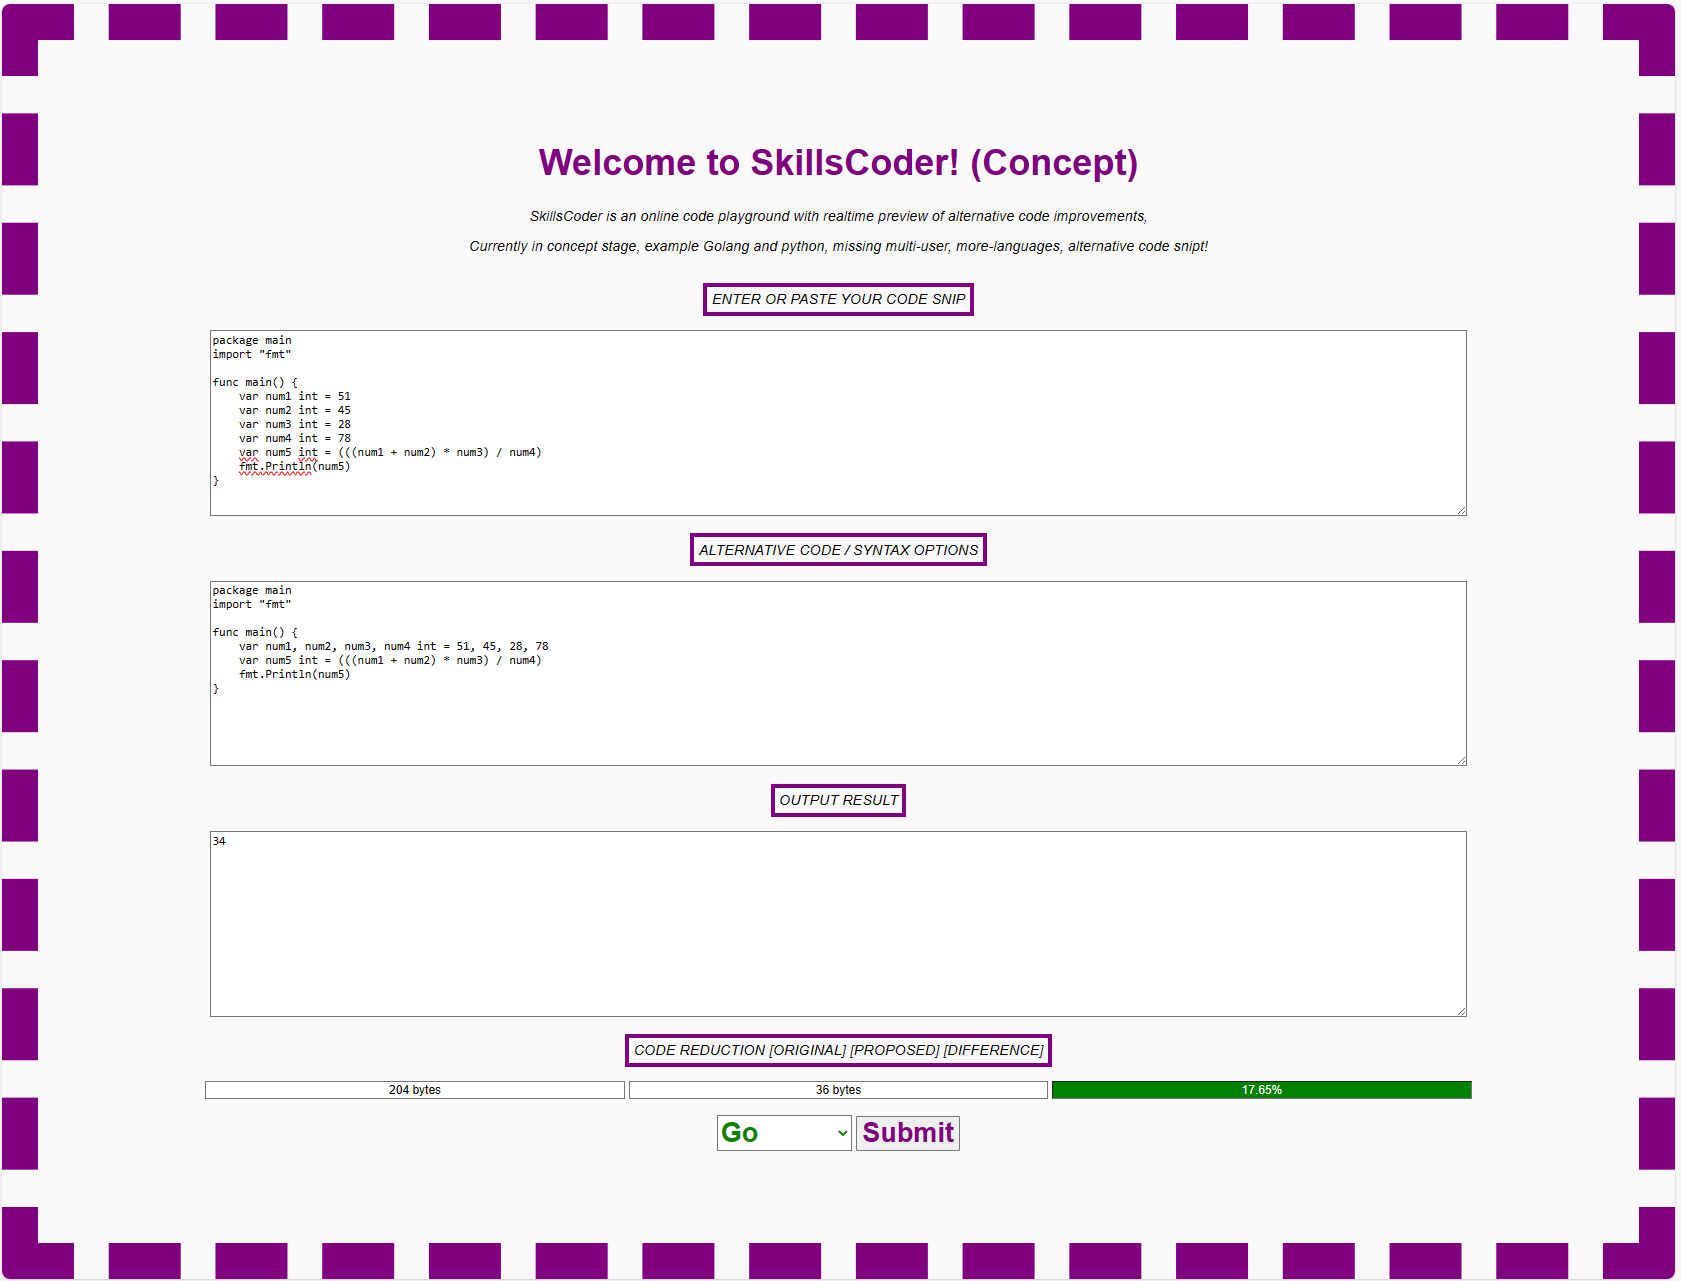 Welcome to SkillsCoder! (Concept)
SkillsCoder is an online code playground with realtime preview of alternative code improvements,
Currently in concept stage, example Golang and python, missing multi-user, more-languages, alternative code snipt!
ENTER OR PASTE YOUR CODE SNIP
package main
import "fmt"
func main() {
    var num1 int = 51
    var num2 int = 45
    var num3 int = 28
    var num4 int = 78
    var num5 int = (((num1 + num2) * num3) / num4)
    fmt.Println(num5)
}
ALTERNATIVE CODE / SYNTAX OPTIONS
package main
import "fmt"
func main() {
    var num1, num2, num3, num4 int = 51, 45, 28, 78
    var num5 int = (((num1 + num2) * num3) / num4)
    fmt.Println(num5)
}
OUTPUT RESULT
34
CODE REDUCTION [ORIGINAL] [PROPOSED] [DIFFERENCE]
204 bytes 36 bytes 17.65%
Go Submit